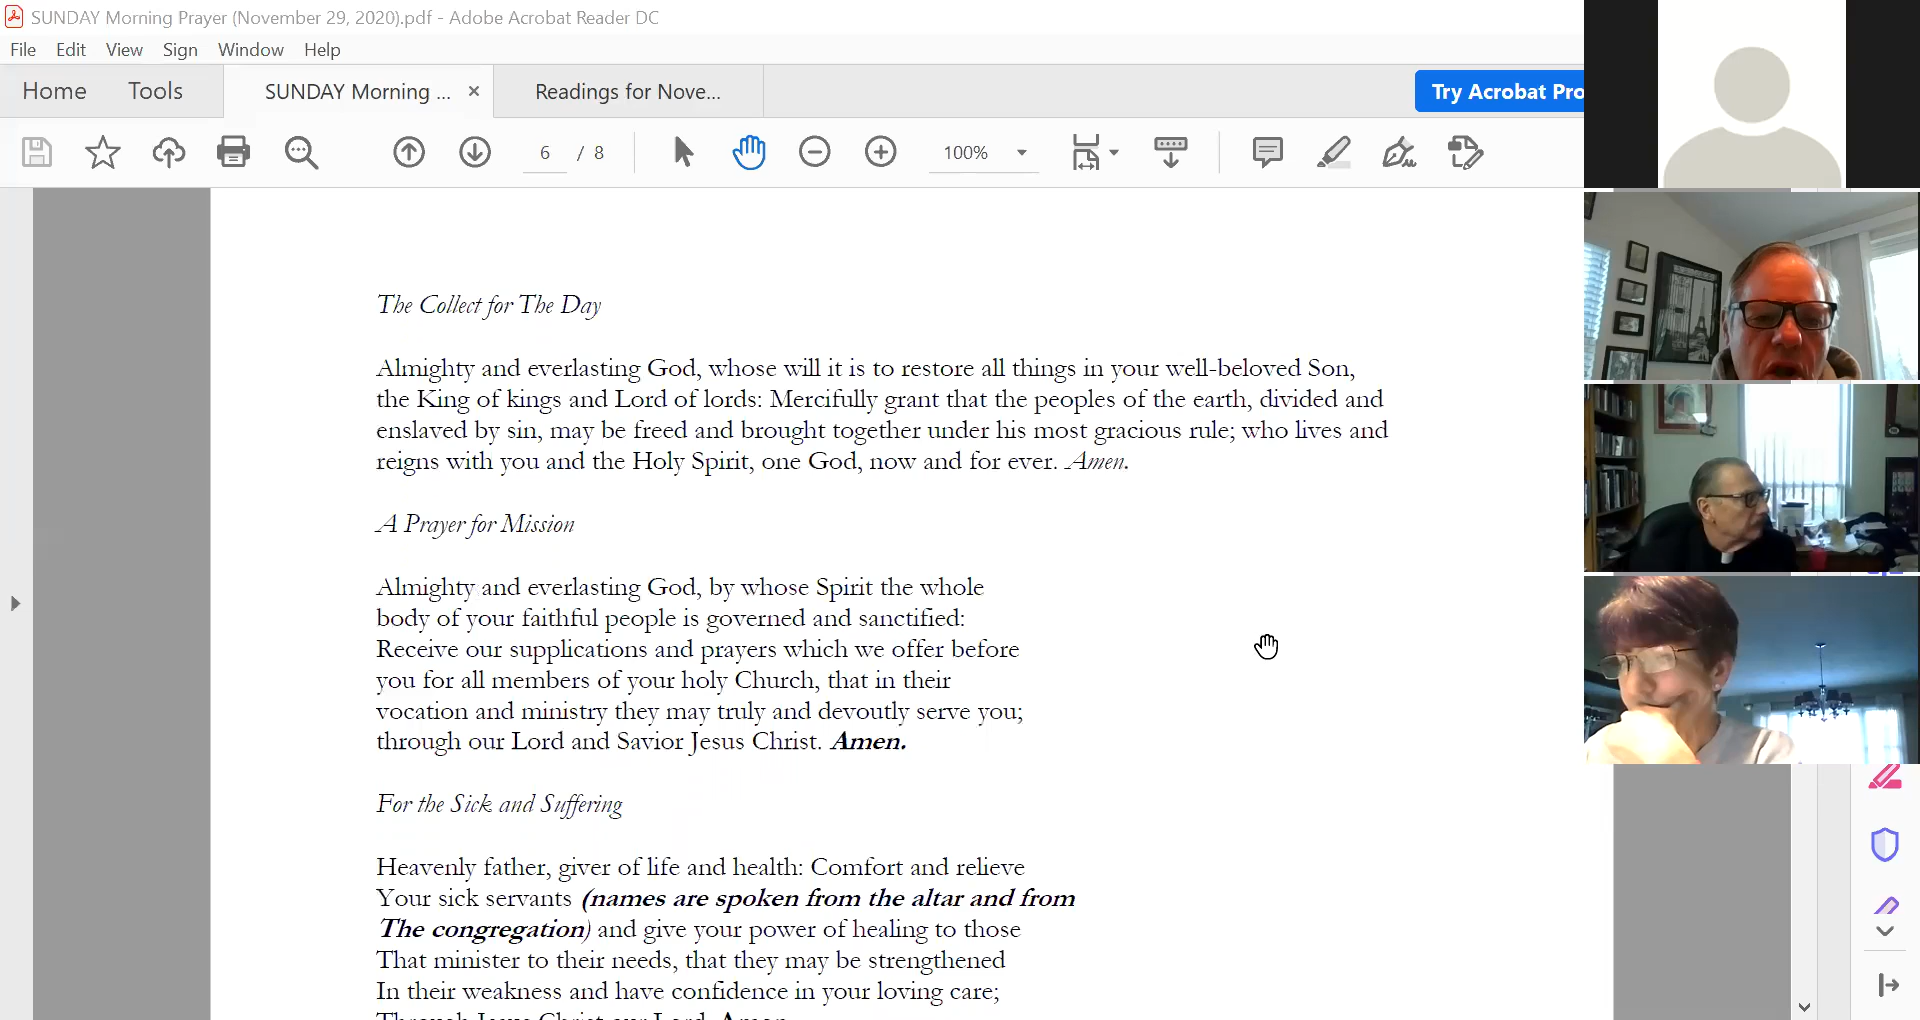 SUNDAY Morning Prayer (November 29, 2020).pdf - Adobe Acrobat Reader DC
File Edit View Sign Window Help
Home Tools SUNDAY Morning ... × Readings for Nove... Try Acrobat Pro
6 / 8 100%
The Collect for The Day
Almighty and everlasting God, whose will it is to restore all things in your well-beloved Son,
the King of kings and Lord of lords: Mercifully grant that the peoples of the earth, divided and
enslaved by sin, may be freed and brought together under his most gracious rule; who lives and
reigns with you and the Holy Spirit, one God, now and for ever. Amen.
A Prayer for Mission
Almighty and everlasting God, by whose Spirit the whole
body of your faithful people is governed and sanctified:
Receive our supplications and prayers which we offer before
you for all members of your holy Church, that in their
vocation and ministry they may truly and devoutly serve you;
through our Lord and Savior Jesus Christ. Amen.
For the Sick and Suffering
Heavenly father, giver of life and health: Comfort and relieve
Your sick servants (names are spoken from the altar and from
The congregation) and give your power of healing to those
That minister to their needs, that they may be strengthened
In their weakness and have confidence in your loving care;
Through Jesus Christ our Lord. Amen.